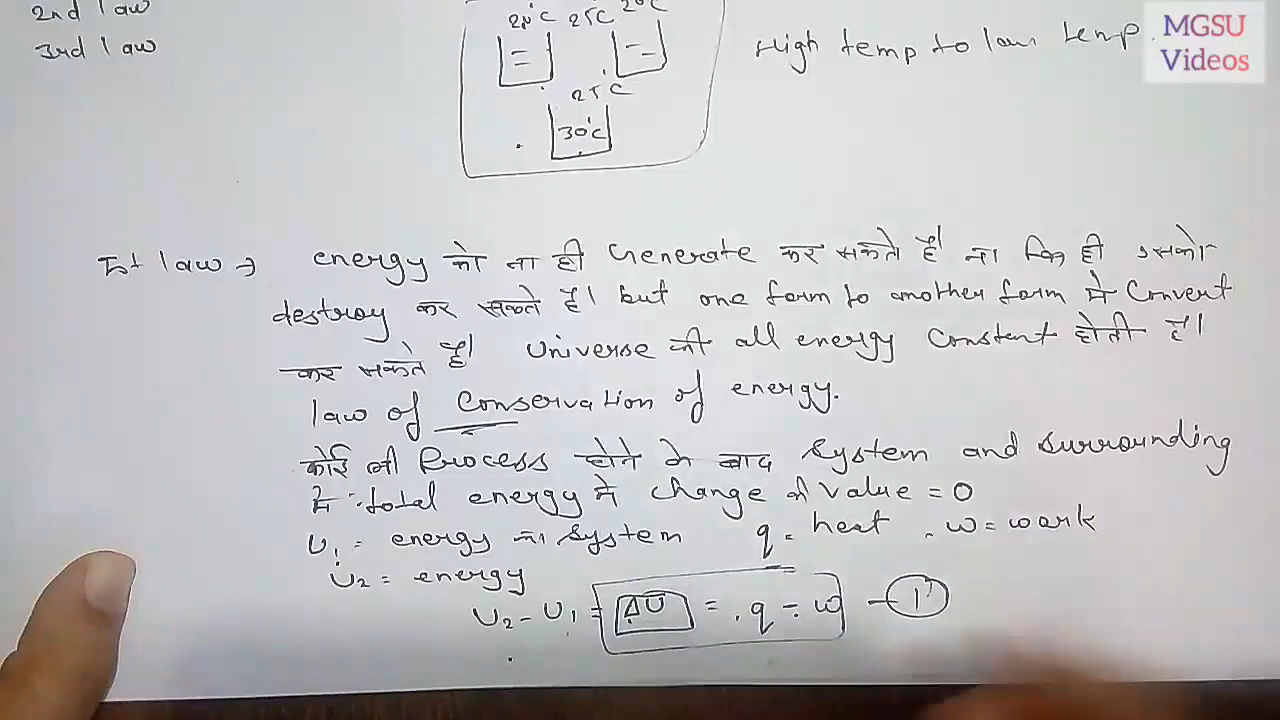 2nd law
3rd law
25°C 20°C
High temp to low temp.
25°C
30°C
MGSU
Videos
Ist law → energy को ना ही Generate कर सकते हैं ना कि ही उसको
destroy कर सकते हैं। but one form to another form में Convert
कर सकते हैं। Universe की all energy Constant होती है।
law of Conservation of energy.
कोई भी Process होने के बाद System and surrounding
में total energy में change की value = 0
U₁ = energy का System q = heat , w = work
U₂ = energy
U₂ - U₁ = ΔU = q - w — 1